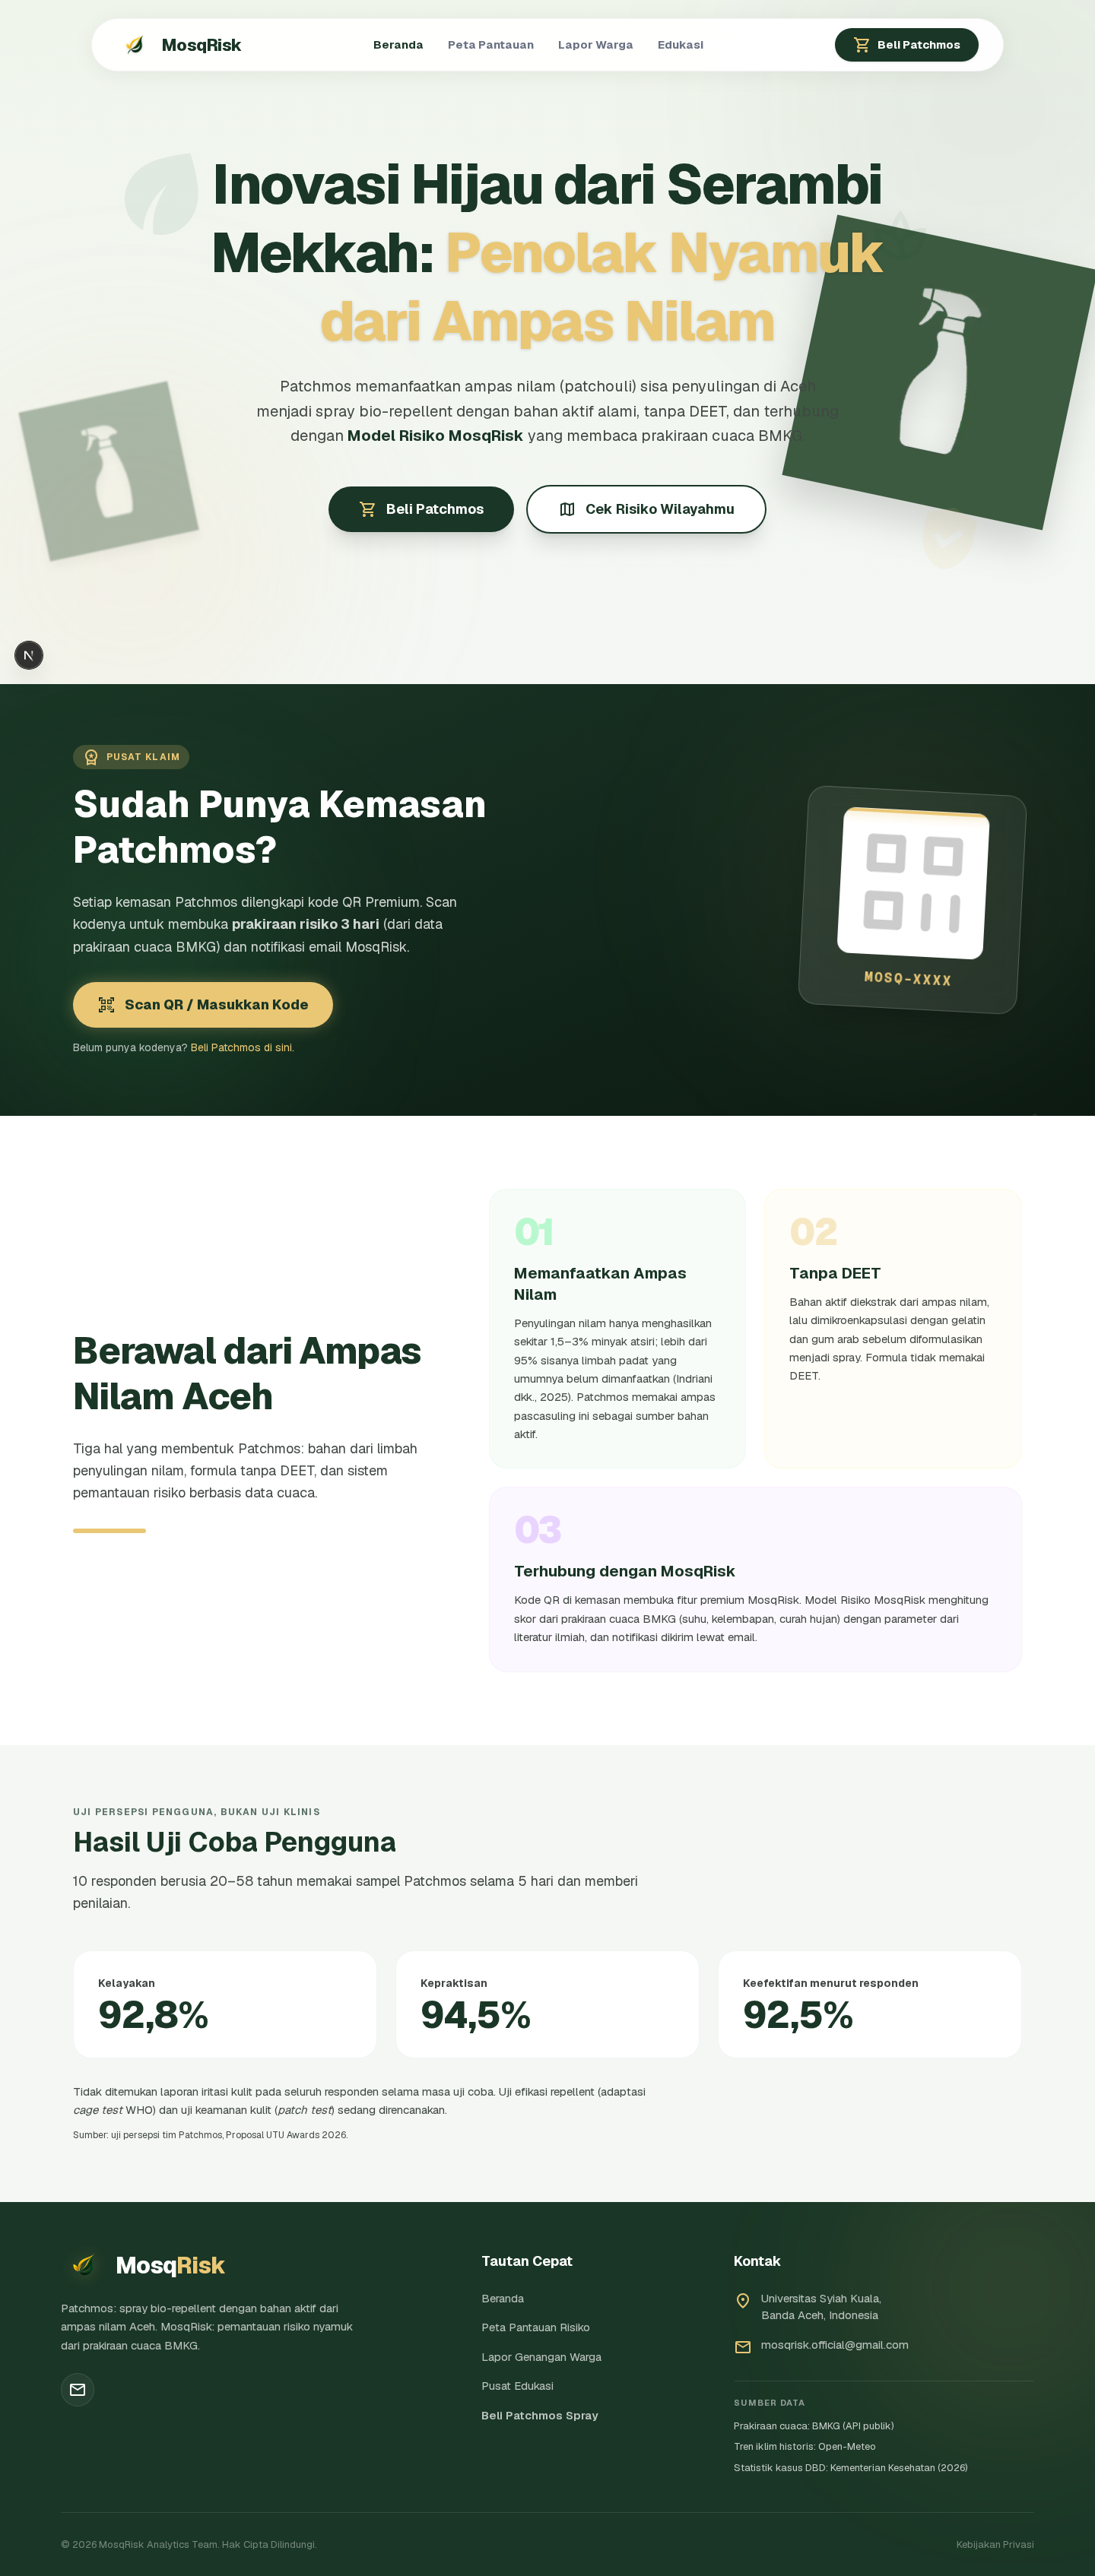 MosqRisk
Beranda
Peta Pantauan
Lapor Warga
Edukasi
Beli Patchmos
Inovasi Hijau dari Serambi
Mekkah: Penolak Nyamuk
dari Ampas Nilam
Patchmos memanfaatkan ampas nilam (patchouli) sisa penyulingan di Aceh
menjadi spray bio-repellent dengan bahan aktif alami, tanpa DEET, dan terhubung
dengan Model Risiko MosqRisk yang membaca prakiraan cuaca BMKG.
Beli Patchmos
Cek Risiko Wilayahmu
N
PUSAT KLAIM
Sudah Punya Kemasan
Patchmos?
Setiap kemasan Patchmos dilengkapi kode QR Premium. Scan
kodenya untuk membuka prakiraan risiko 3 hari (dari data
prakiraan cuaca BMKG) dan notifikasi email MosqRisk.
Scan QR / Masukkan Kode
Belum punya kodenya? Beli Patchmos di sini.
MOSQ-XXXX
Berawal dari Ampas
Nilam Aceh
Tiga hal yang membentuk Patchmos: bahan dari limbah
penyulingan nilam, formula tanpa DEET, dan sistem
pemantauan risiko berbasis data cuaca.
01
Memanfaatkan Ampas
Nilam
Penyulingan nilam hanya menghasilkan
sekitar 1,5–3% minyak atsiri; lebih dari
95% sisanya limbah padat yang
umumnya belum dimanfaatkan (Indriani
dkk., 2025). Patchmos memakai ampas
pascasuling ini sebagai sumber bahan
aktif.
02
Tanpa DEET
Bahan aktif diekstrak dari ampas nilam,
lalu dimikroenkapsulasi dengan gelatin
dan gum arab sebelum diformulasikan
menjadi spray. Formula tidak memakai
DEET.
03
Terhubung dengan MosqRisk
Kode QR di kemasan membuka fitur premium MosqRisk. Model Risiko MosqRisk menghitung
skor dari prakiraan cuaca BMKG (suhu, kelembapan, curah hujan) dengan parameter dari
literatur ilmiah, dan notifikasi dikirim lewat email.
UJI PERSEPSI PENGGUNA, BUKAN UJI KLINIS
Hasil Uji Coba Pengguna
10 responden berusia 20–58 tahun memakai sampel Patchmos selama 5 hari dan memberi
penilaian.
Kelayakan
92,8%
Kepraktisan
94,5%
Keefektifan menurut responden
92,5%
Tidak ditemukan laporan iritasi kulit pada seluruh responden selama masa uji coba. Uji efikasi repellent (adaptasi
cage test WHO) dan uji keamanan kulit (patch test) sedang direncanakan.
Sumber: uji persepsi tim Patchmos, Proposal UTU Awards 2026.
MosqRisk
Patchmos: spray bio-repellent dengan bahan aktif dari
ampas nilam Aceh. MosqRisk: pemantauan risiko nyamuk
dari prakiraan cuaca BMKG.
Tautan Cepat
Beranda
Peta Pantauan Risiko
Lapor Genangan Warga
Pusat Edukasi
Beli Patchmos Spray
Kontak
Universitas Syiah Kuala,
Banda Aceh, Indonesia
mosqrisk.official@gmail.com
SUMBER DATA
Prakiraan cuaca: BMKG (API publik)
Tren iklim historis: Open-Meteo
Statistik kasus DBD: Kementerian Kesehatan (2026)
© 2026 MosqRisk Analytics Team. Hak Cipta Dilindungi.
Kebijakan Privasi